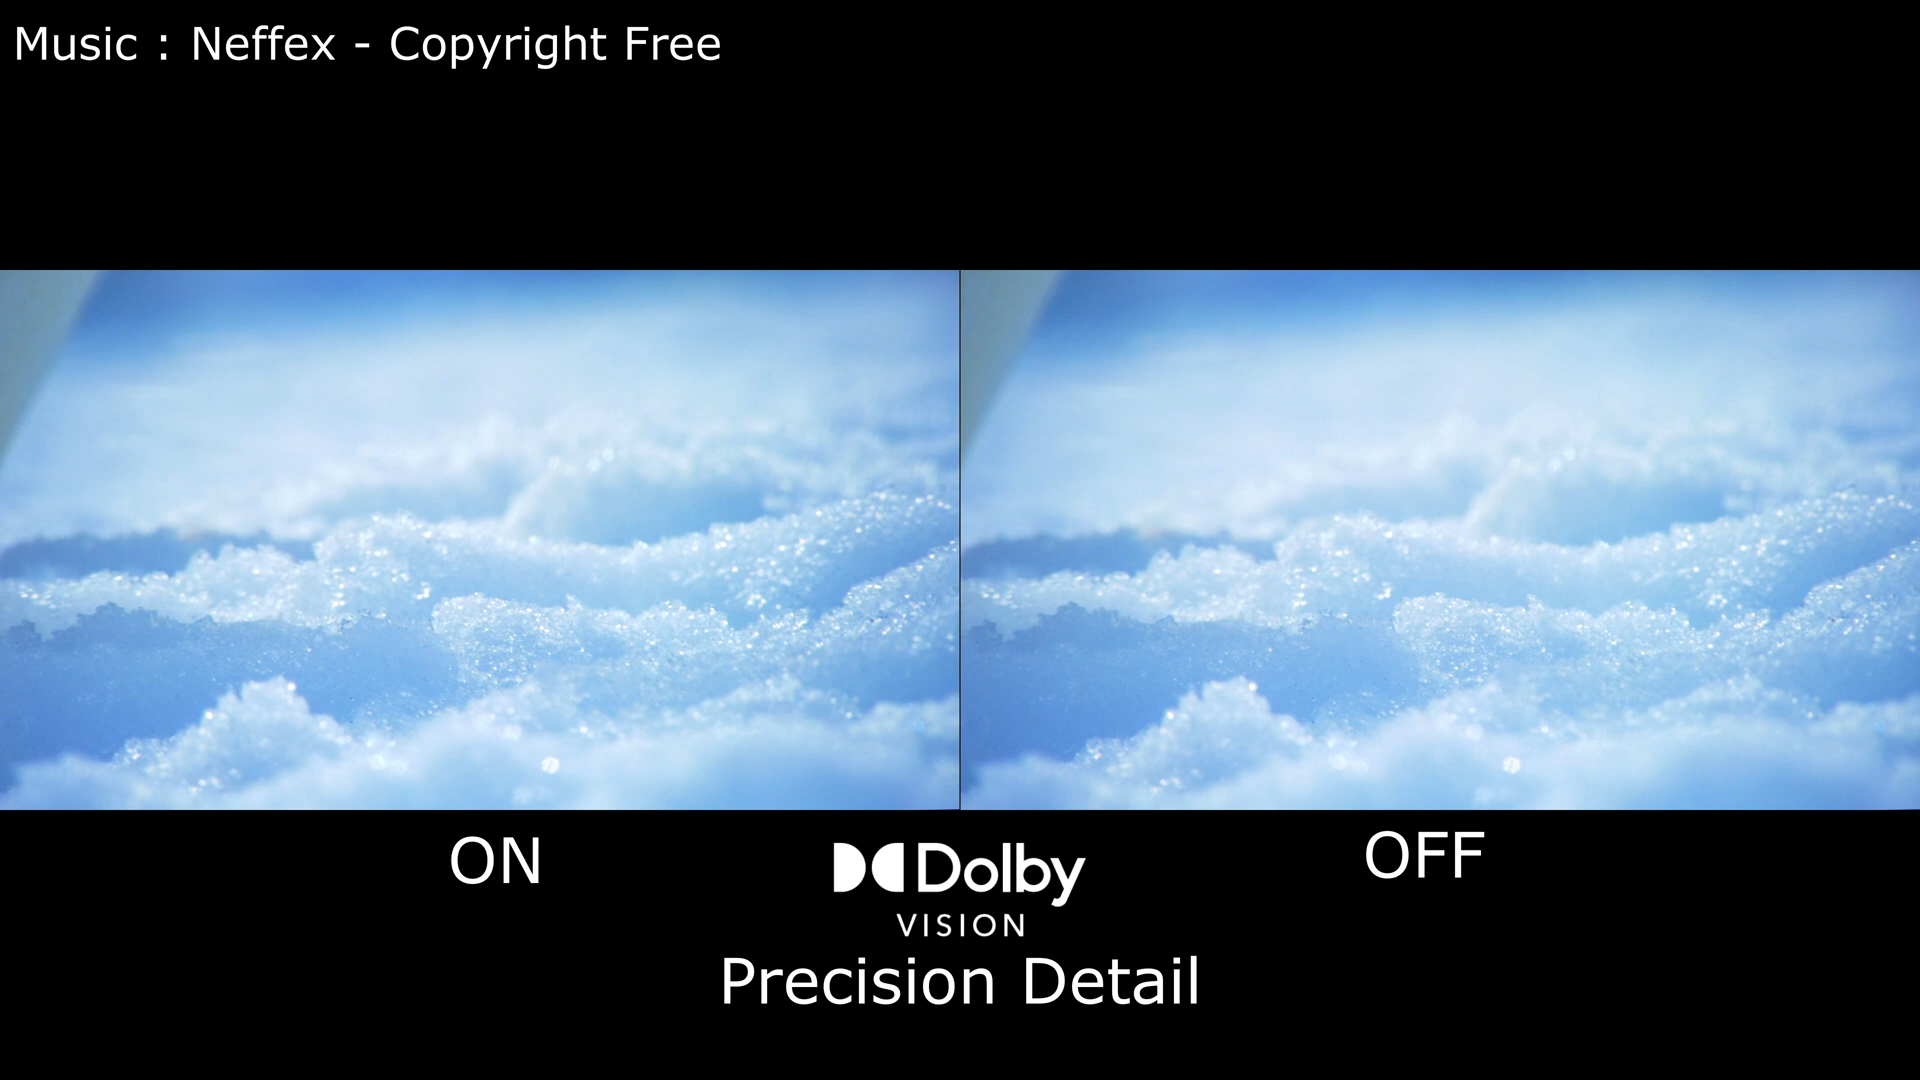 Music : Neffex - Copyright Free
ON
OFF
Dolby
VISION
Precision Detail